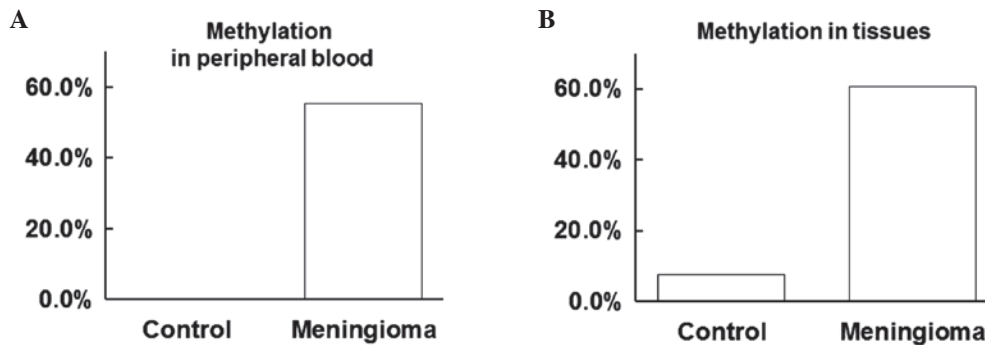 A
Methylation
in peripheral blood
60.0%
40.0%
20.0%
0.0%
Control Meningioma
B
Methylation in tissues
60.0%
40.0%
20.0%
0.0%
Control Meningioma